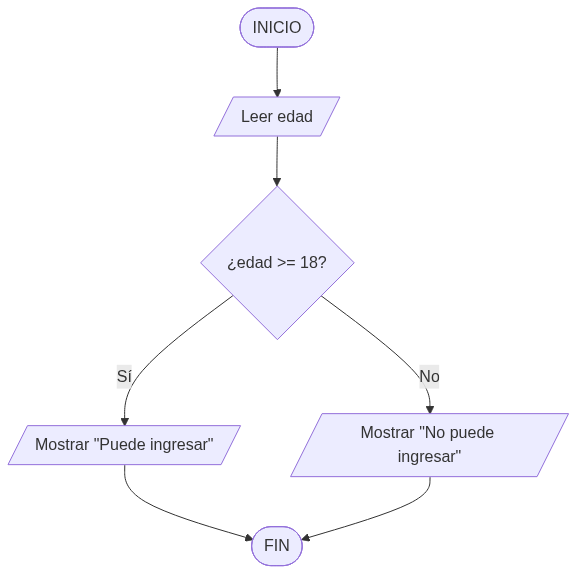 INICIO
Leer edad
¿edad >= 18?
Sí
No
Mostrar "Puede ingresar"
Mostrar "No puede
ingresar"
FIN